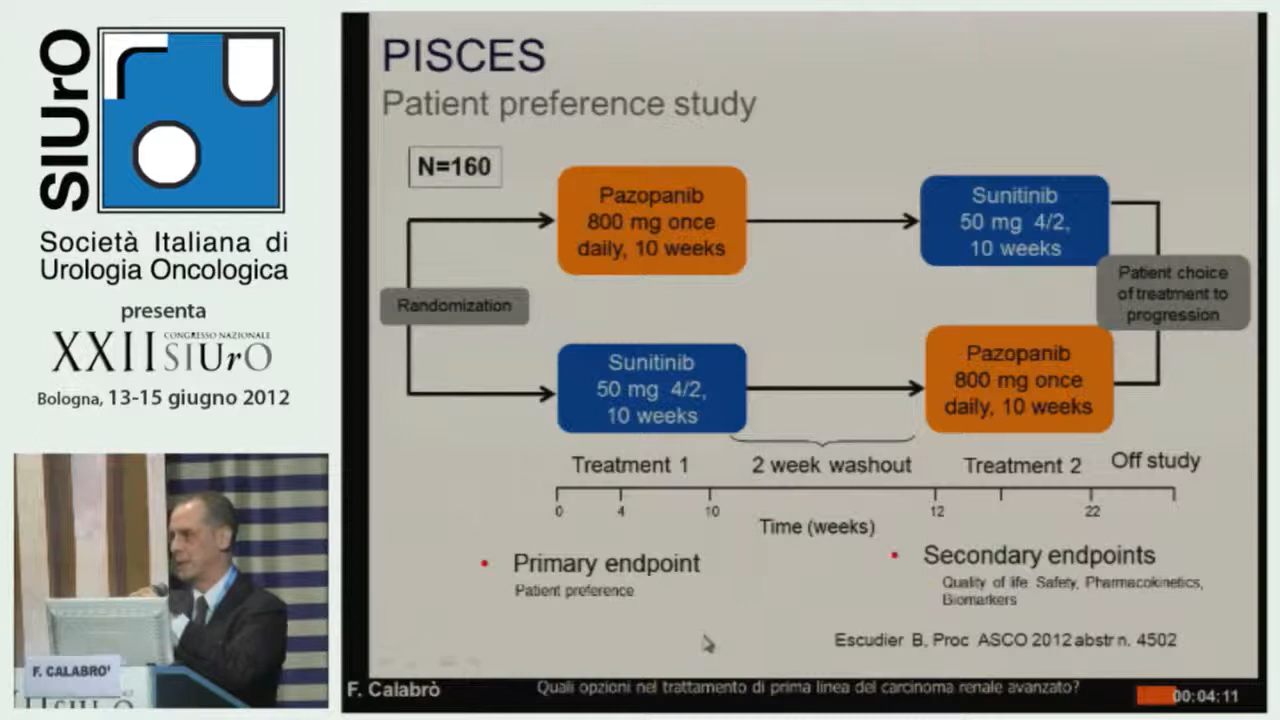 SIUrO
Società Italiana di
Urologia Oncologica
presenta
XXII CONGRESSO NAZIONALE
SIUrO
Bologna, 13-15 giugno 2012
F. CALABRO'
PISCES
Patient preference study
N=160
Pazopanib
800 mg once
daily, 10 weeks
Sunitinib
50 mg 4/2,
10 weeks
Randomization
Patient choice
of treatment to
progression
Sunitinib
50 mg 4/2,
10 weeks
Pazopanib
800 mg once
daily, 10 weeks
Treatment 1
2 week washout
Treatment 2
Off study
0 4 10 12 22
Time (weeks)
• Primary endpoint
Patient preference
• Secondary endpoints
Quality of life, Safety, Pharmacokinetics,
Biomarkers
Escudier B, Proc ASCO 2012 abstr n. 4502
F. Calabrò
Quali opzioni nel trattamento di prima linea del carcinoma renale avanzato?
00:04:11